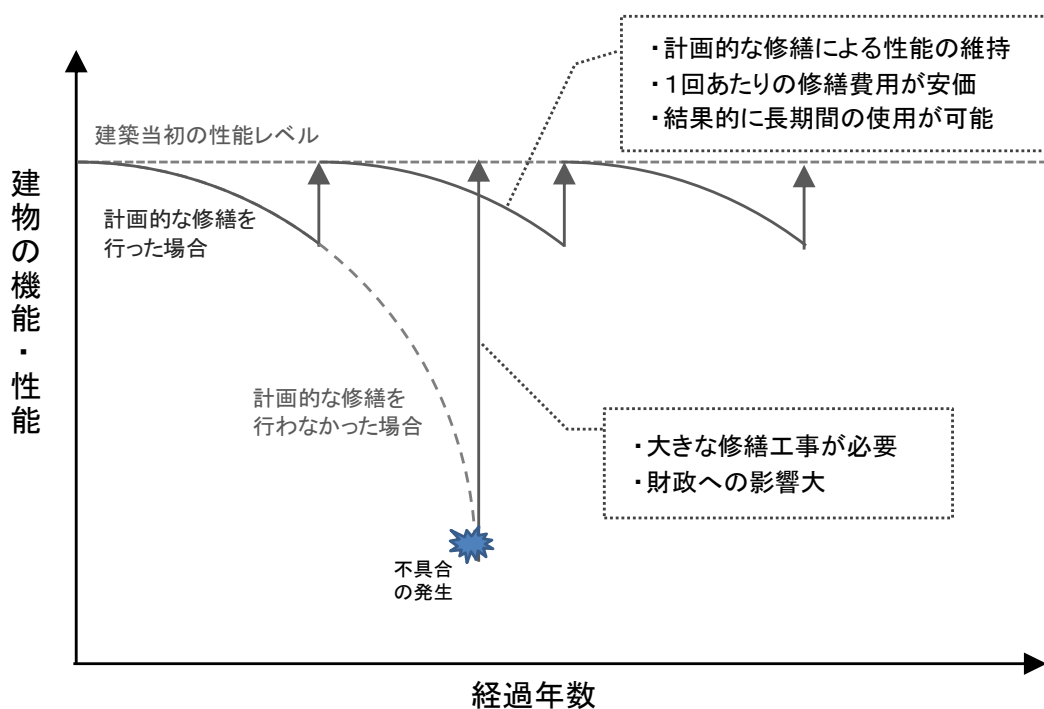 ・計画的な修繕による性能の維持
・１回あたりの修繕費用が安価
・結果的に長期間の使用が可能
建築当初の性能レベル
計画的な修繕を
行った場合
建物の機能・性能
計画的な修繕を
行わなかった場合
・大きな修繕工事が必要
・財政への影響大
不具合
の発生
経過年数